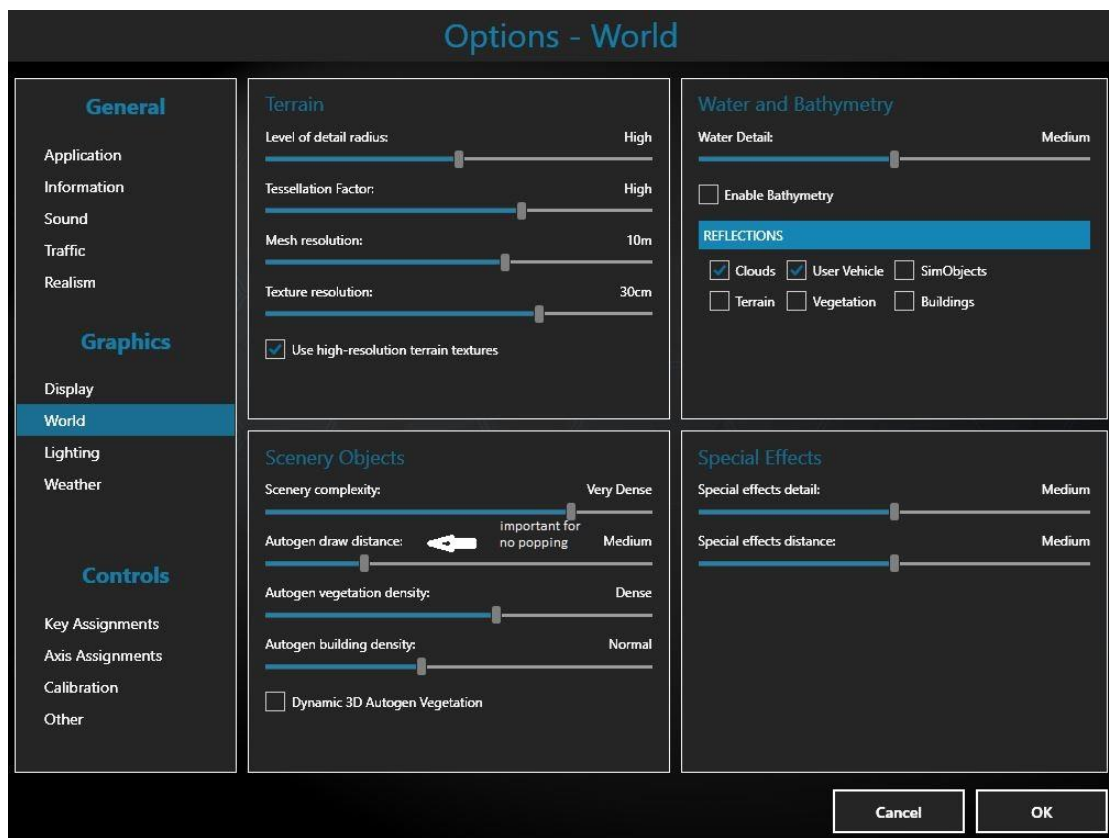 Options - World
General
Application
Information
Sound
Traffic
Realism
Graphics
Display
World
Lighting
Weather
Controls
Key Assignments
Axis Assignments
Calibration
Other
Terrain
Level of detail radius: High
Tessellation Factor: High
Mesh resolution: 10m
Texture resolution: 30cm
Use high-resolution terrain textures
Water and Bathymetry
Water Detail: Medium
Enable Bathymetry
REFLECTIONS
Clouds User Vehicle SimObjects
Terrain Vegetation Buildings
Scenery Objects
Scenery complexity: Very Dense
important for
Autogen draw distance: no popping Medium
Autogen vegetation density: Dense
Autogen building density: Normal
Dynamic 3D Autogen Vegetation
Special Effects
Special effects detail: Medium
Special effects distance: Medium
Cancel OK